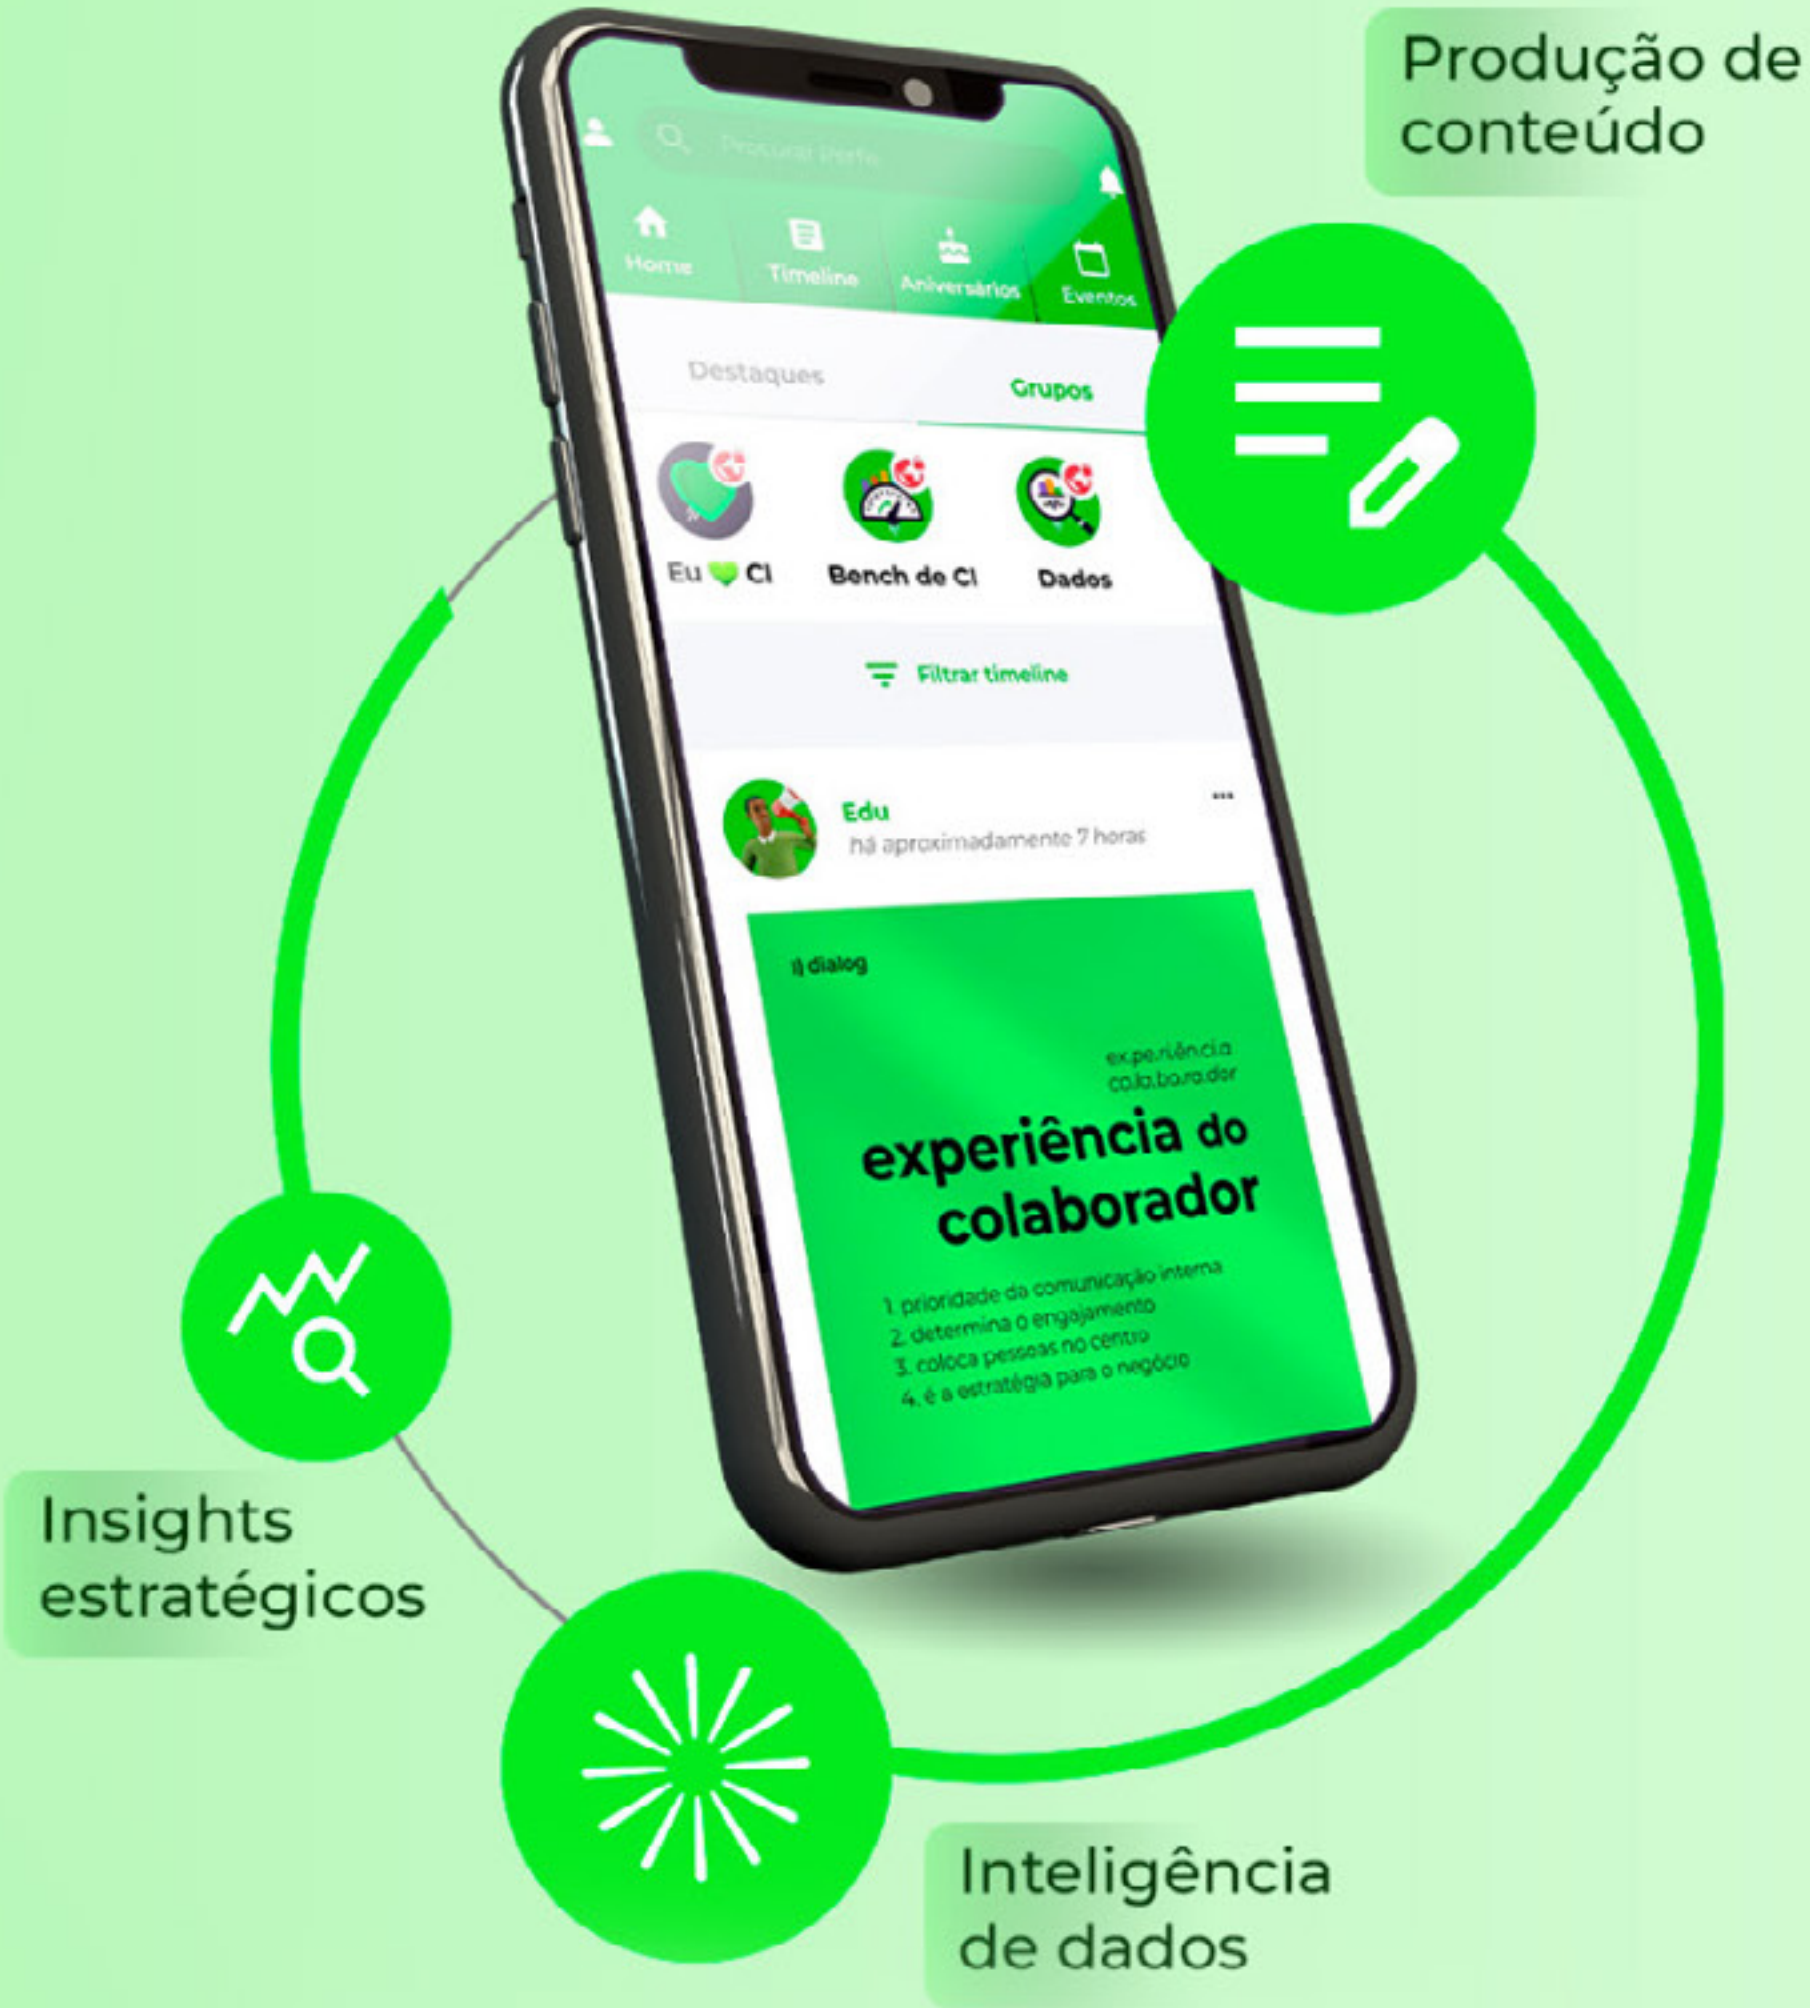 Produção de
conteúdo
Procurar Perfil
Home
Timeline
Aniversários
Eventos
Destaques
Grupos
Eu 💚 CI
Bench de CI
Dados
Filtrar timeline
Edu
há aproximadamente 7 horas
dialog
ex.pe.ri.ên.ci.a
co.la.bo.ra.dor
experiência do
colaborador
1. prioridade da comunicação interna
2. determina o engajamento
3. coloca pessoas no centro
4. é a estratégia para o negócio
Insights
estratégicos
Inteligência
de dados